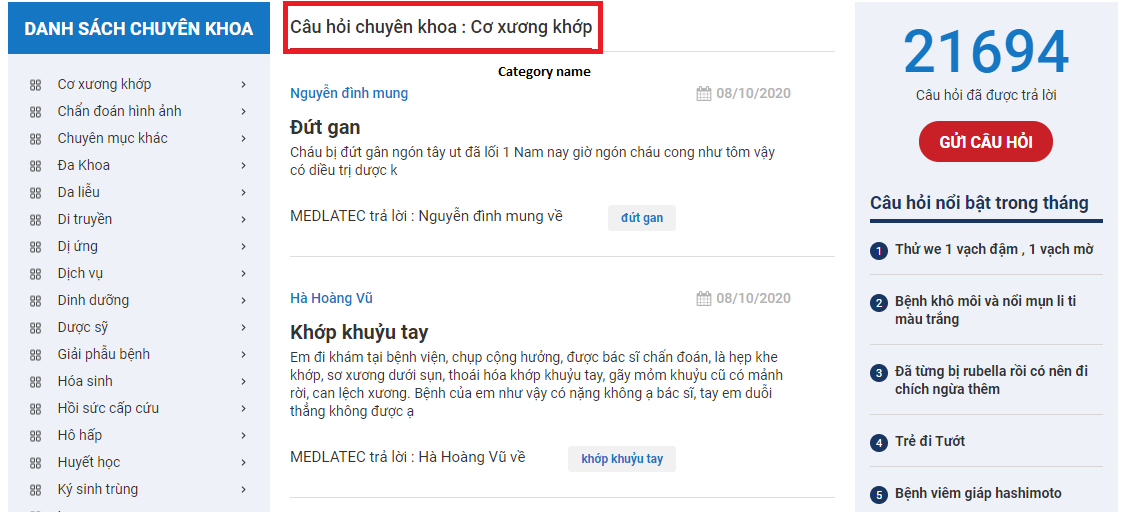 DANH SÁCH CHUYÊN KHOA
Cơ xương khớp
Chẩn đoán hình ảnh
Chuyên mục khác
Đa Khoa
Da liễu
Di truyền
Dị ứng
Dịch vụ
Dinh dưỡng
Dược sỹ
Giải phẫu bệnh
Hóa sinh
Hồi sức cấp cứu
Hô hấp
Huyết học
Ký sinh trùng
Câu hỏi chuyên khoa : Cơ xương khớp
Category name
Nguyễn đình mung
08/10/2020
Đứt gan
Cháu bị đứt gân ngón tây ut đã lối 1 Nam nay giờ ngón cháu cong như tôm vậy
có diều trị dược k
MEDLATEC trả lời : Nguyễn đình mung về
đứt gan
Hà Hoàng Vũ
08/10/2020
Khớp khuỷu tay
Em đi khám tại bệnh viện, chụp cộng hưởng, được bác sĩ chấn đoán, là hẹp khe
khớp, sơ xương dưới sụn, thoái hóa khớp khuỷu tay, gãy mỏm khuỷu cũ có mảnh
rời, can lệch xương. Bệnh của em như vậy có nặng không ạ bác sĩ, tay em duỗi
thẳng không được ạ
MEDLATEC trả lời : Hà Hoàng Vũ về
khớp khuỷu tay
21694
Câu hỏi đã được trả lời
GỬI CÂU HỎI
Câu hỏi nổi bật trong tháng
1 Thử we 1 vạch đậm , 1 vạch mờ
2 Bệnh khô môi và nổi mụn li ti
màu trắng
3 Đã từng bị rubella rồi có nên đi
chích ngừa thêm
4 Trẻ đi Tướt
5 Bệnh viêm giáp hashimoto